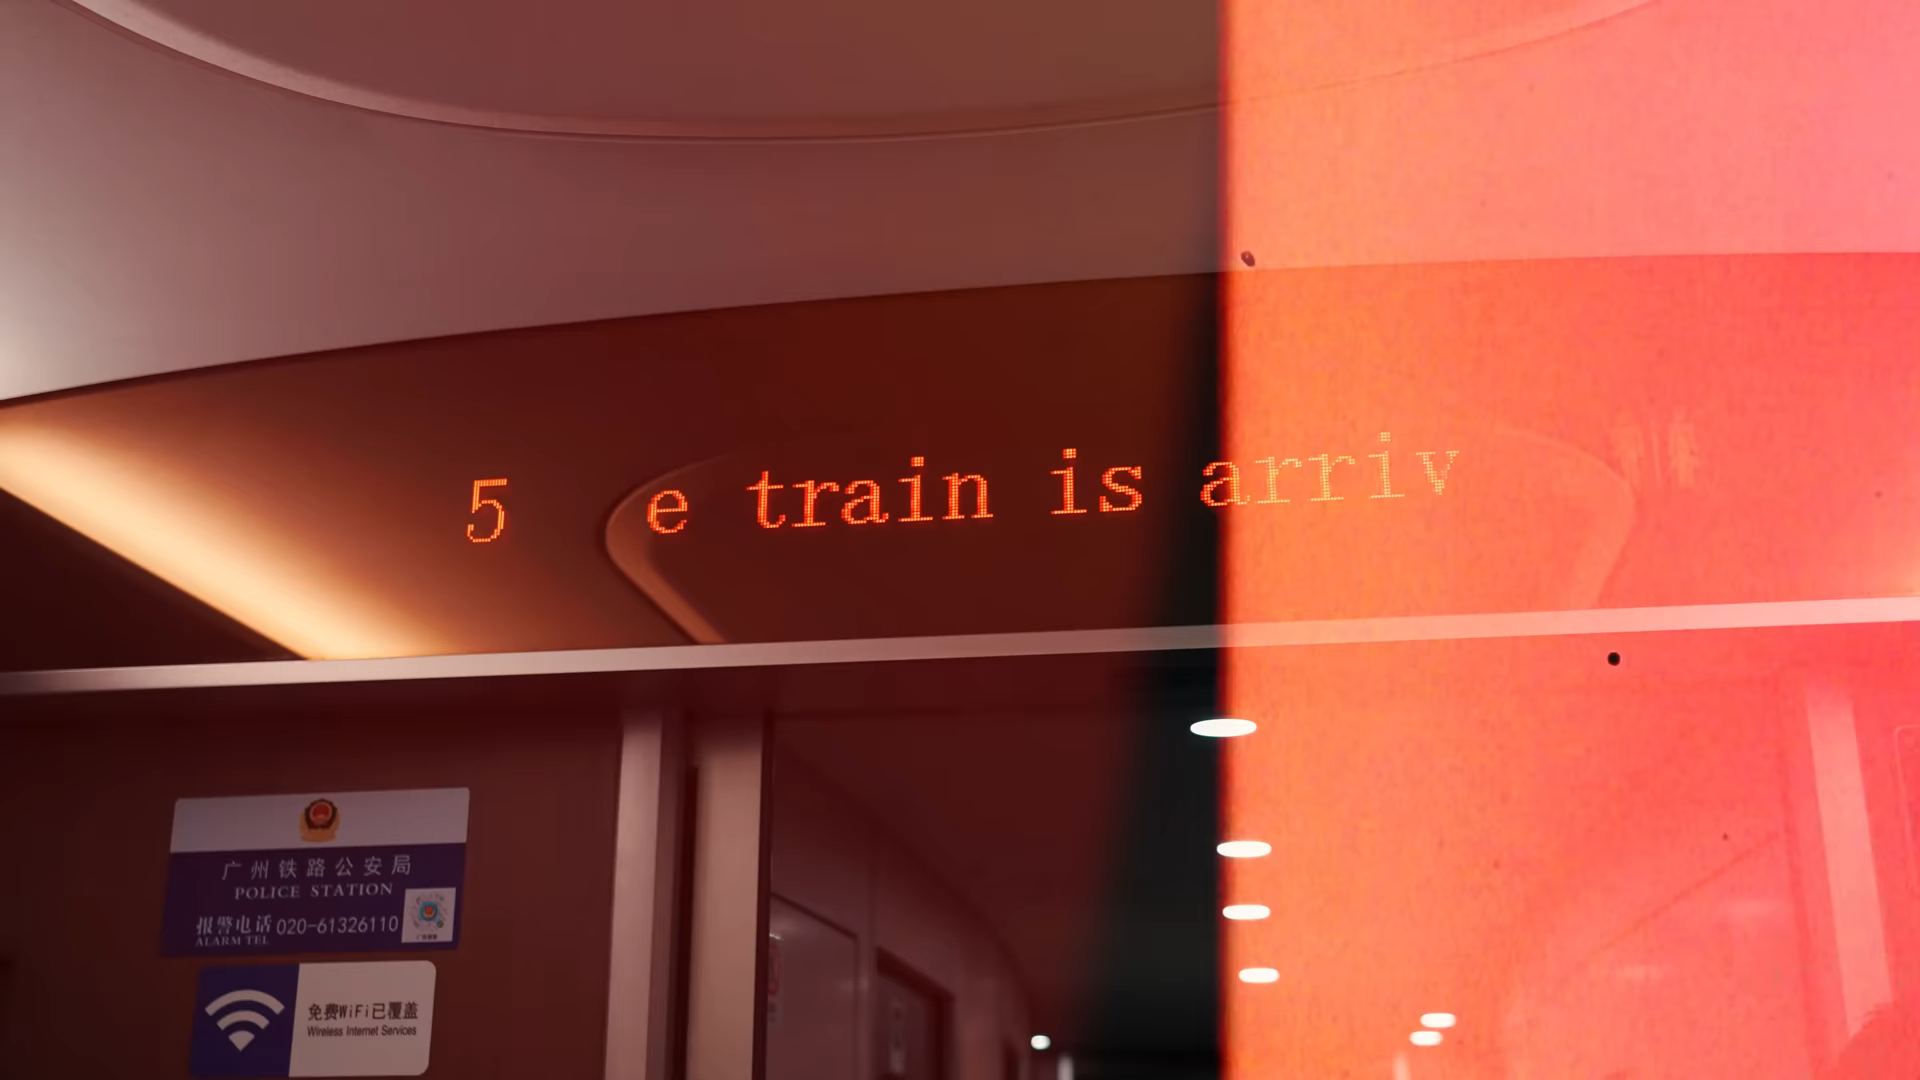 5 e train is arriv
广州铁路公安局
POLICE STATION
报警电话 020-61326110
ALARM TEL
免费WiFi已覆盖
Wireless Internet Services